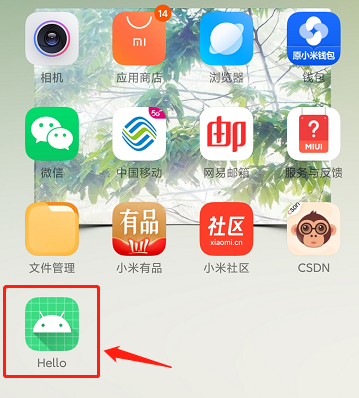 14
mi
原小米钱包
相机
应用商店
浏览器
钱包
5G
邮
?
MIUI
微信
中国移动
网易邮箱
服务与反馈
有品
社区
xiaomi.cn
CSDN
文件管理
小米有品
小米社区
CSDN
Hello